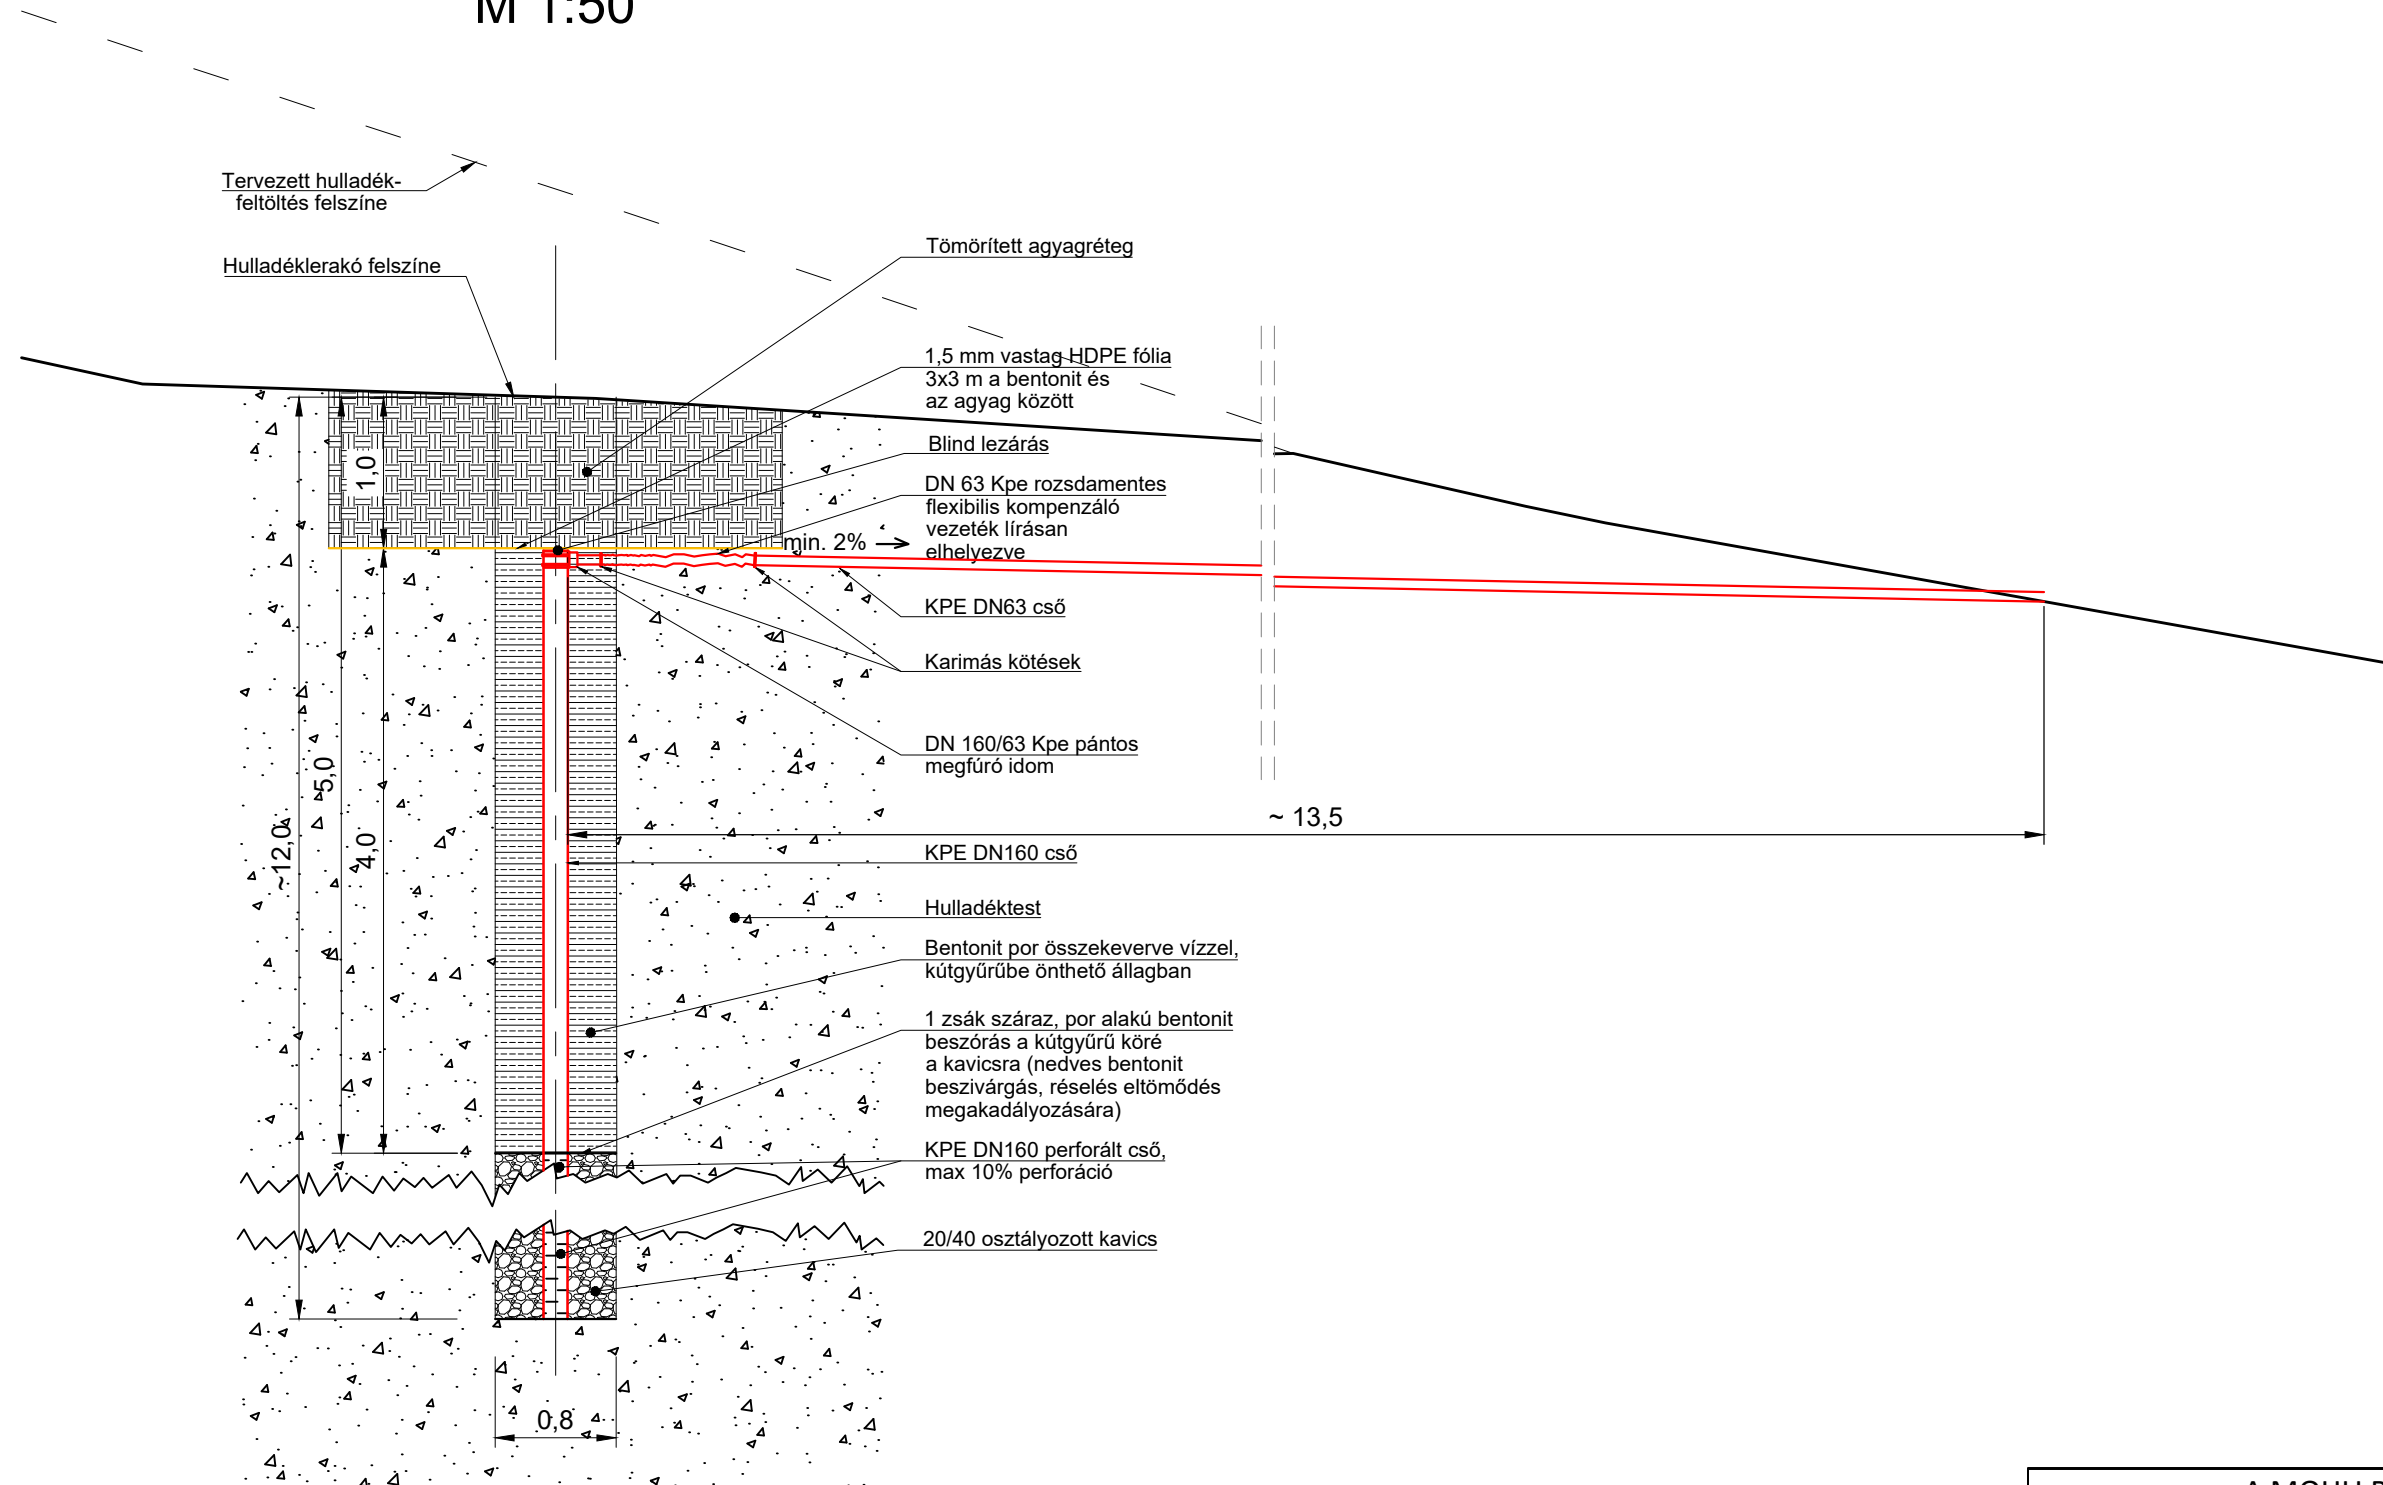 M 1:50
Tervezett hulladék-
feltöltés felszíne
Hulladéklerakó felszíne
Tömörített agyagréteg
1,5 mm vastag HDPE fólia
3x3 m a bentonit és
az agyag között
Blind lezárás
DN 63 Kpe rozsdamentes
flexibilis kompenzáló
vezeték lírásan
elhelyezve
min. 2%
KPE DN63 cső
Karimás kötések
DN 160/63 Kpe pántos
megfúró idom
~ 13,5
KPE DN160 cső
Hulladéktest
Bentonit por összekeverve vízzel,
kútgyűrűbe önthető állagban
1 zsák száraz, por alakú bentonit
beszórás a kútgyűrű köré
a kavicsra (nedves bentonit
beszivárgás, réselés eltömődés
megakadályozására)
KPE DN160 perforált cső,
max 10% perforáció
20/40 osztályozott kavics
1,0
5,0
4,0
~12,0
0,8
A MOHU